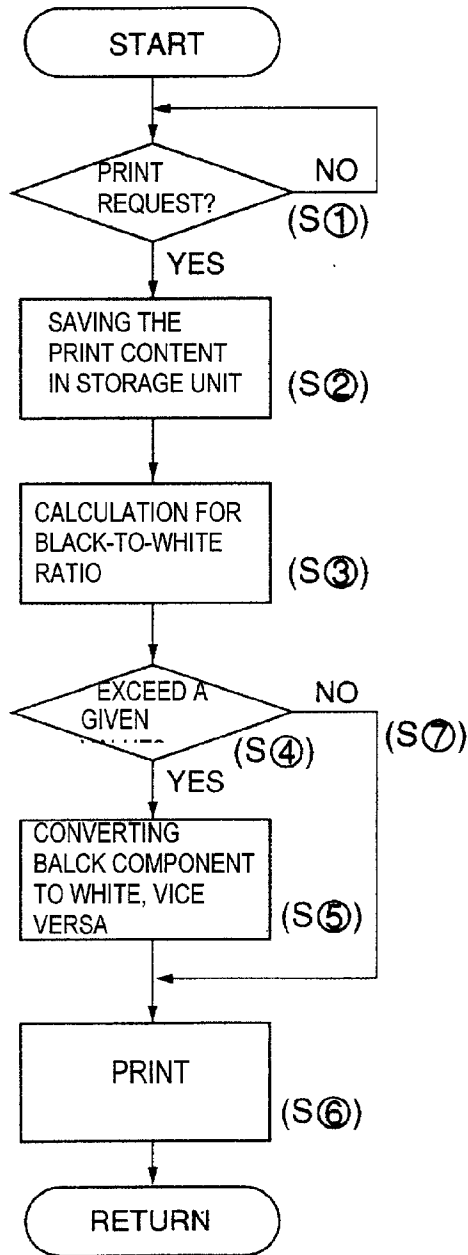 START
PRINT
REQUEST?
NO
(S①)
YES
SAVING THE
PRINT CONTENT
IN STORAGE UNIT
(S②)
CALCULATION FOR
BLACK-TO-WHITE
RATIO
(S③)
EXCEED A
GIVEN
NO
(S④)
(S⑦)
YES
CONVERTING
BALCK COMPONENT
TO WHITE, VICE
VERSA
(S⑤)
PRINT
(S⑥)
RETURN